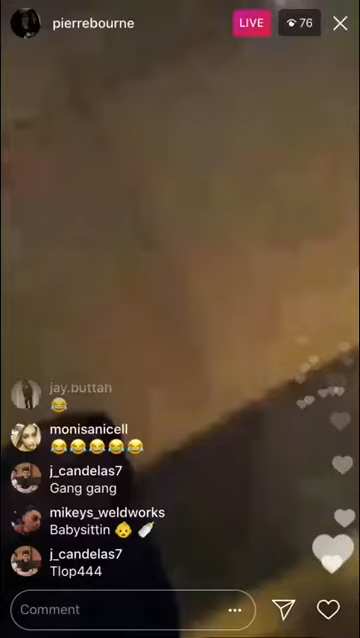 pierrebourne
LIVE
76
jay.buttah
😂
monisanicell
😂😂😂😂😂
j_candelas7
Gang gang
mikeys_weldworks
Babysittin 👶 🍼
j_candelas7
Tlop444
Comment